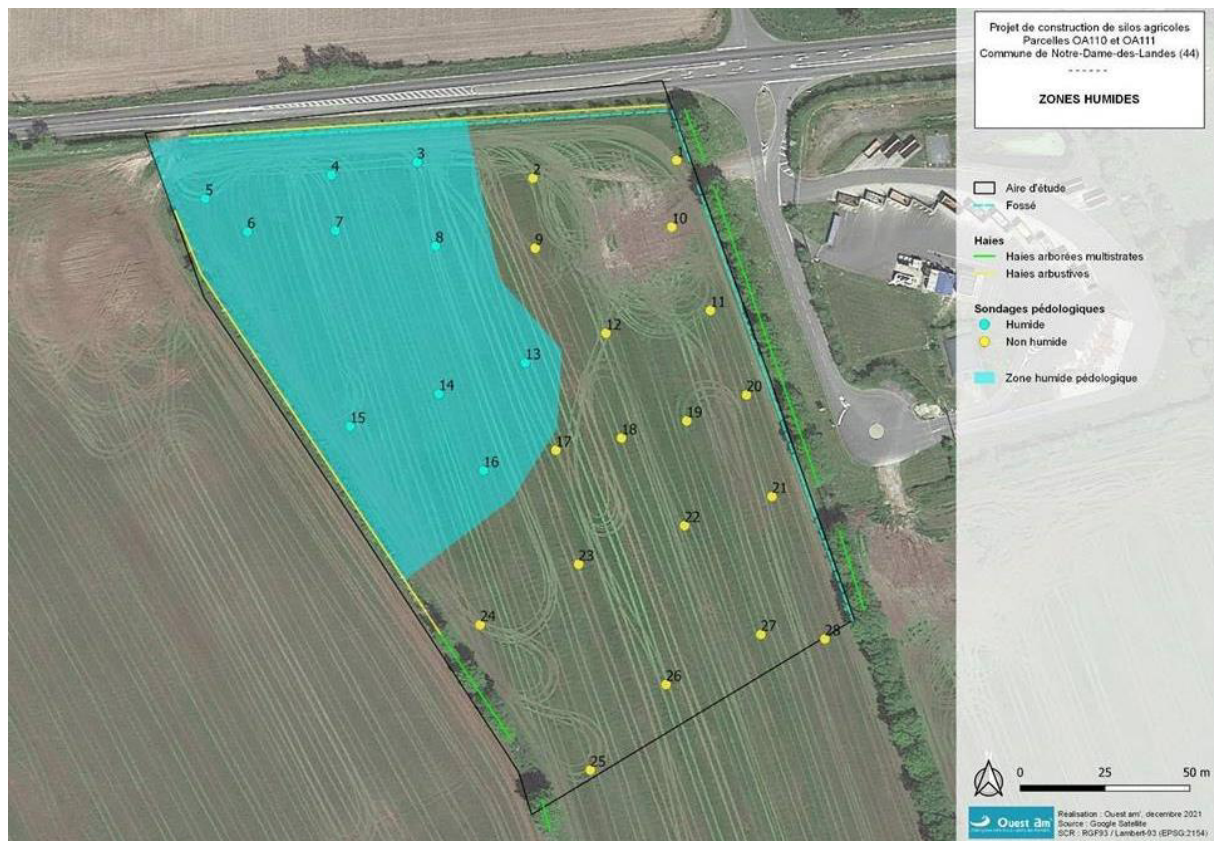 Projet de construction de silos agricoles
Parcelles OA110 et OA111
Commune de Notre-Dame-des-Landes (44)
------
ZONES HUMIDES
Aire d'étude
Fossé
Haies
Haies arborées multistrates
Haies arbustives
Sondages pédologiques
Humide
Non humide
Zone humide pédologique
1
2
3
4
5
6
7
8
9
10
11
12
13
14
15
16
17
18
19
20
21
22
23
24
25
26
27
28
0 25 50 m
Ouest am'
Réalisation : Ouest am', decembre 2021
Source : Google Satellite
SCR : RGF93 / Lambert-93 (EPSG:2154)